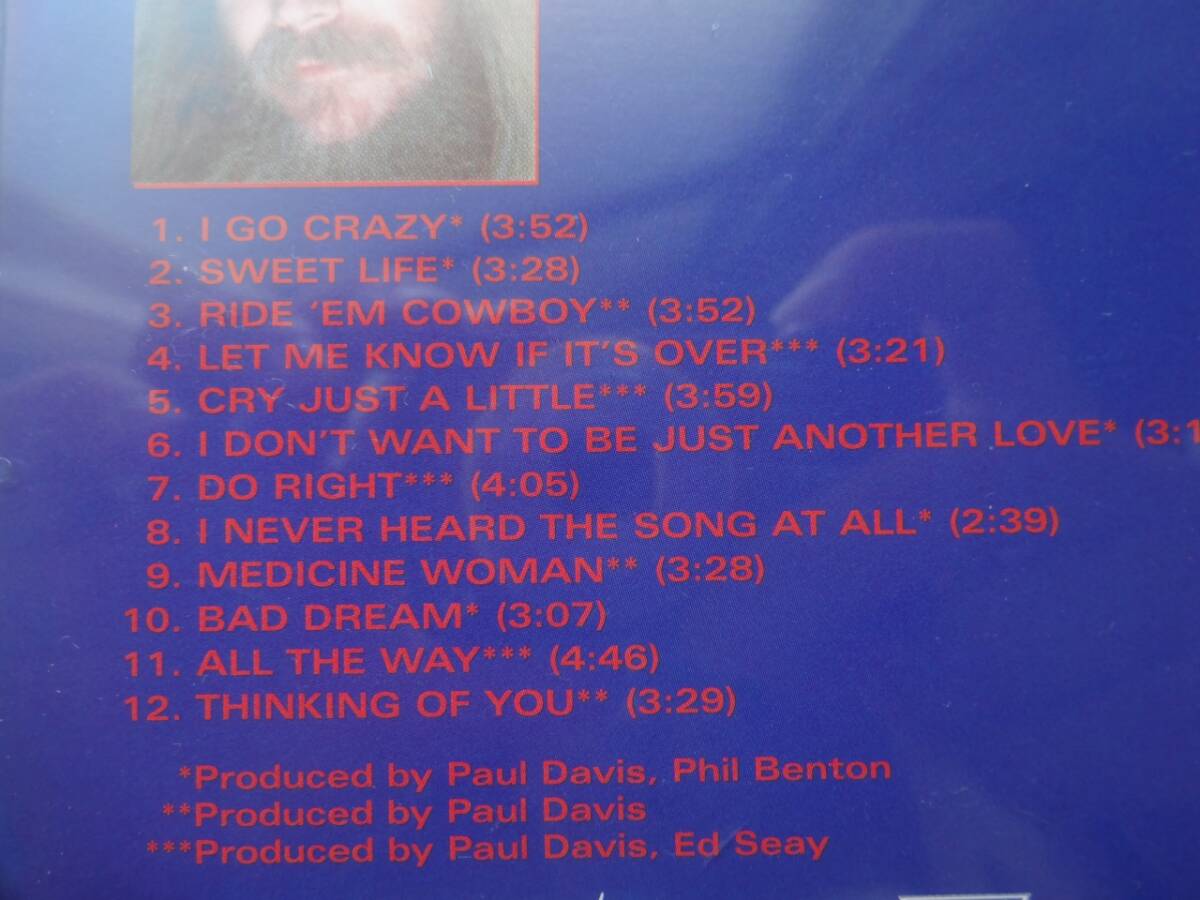 1. I GO CRAZY* (3:52)
2. SWEET LIFE* (3:28)
3. RIDE 'EM COWBOY** (3:52)
4. LET ME KNOW IF IT'S OVER*** (3:21)
5. CRY JUST A LITTLE*** (3:59)
6. I DON'T WANT TO BE JUST ANOTHER LOVE*
7. DO RIGHT*** (4:05)
8. I NEVER HEARD THE SONG AT ALL* (2:39)
9. MEDICINE WOMAN** (3:28)
10. BAD DREAM* (3:07)
11. ALL THE WAY*** (4:46)
12. THINKING OF YOU** (3:29)
*Produced by Paul Davis, Phil Benton
**Produced by Paul Davis
***Produced by Paul Davis, Ed Seay